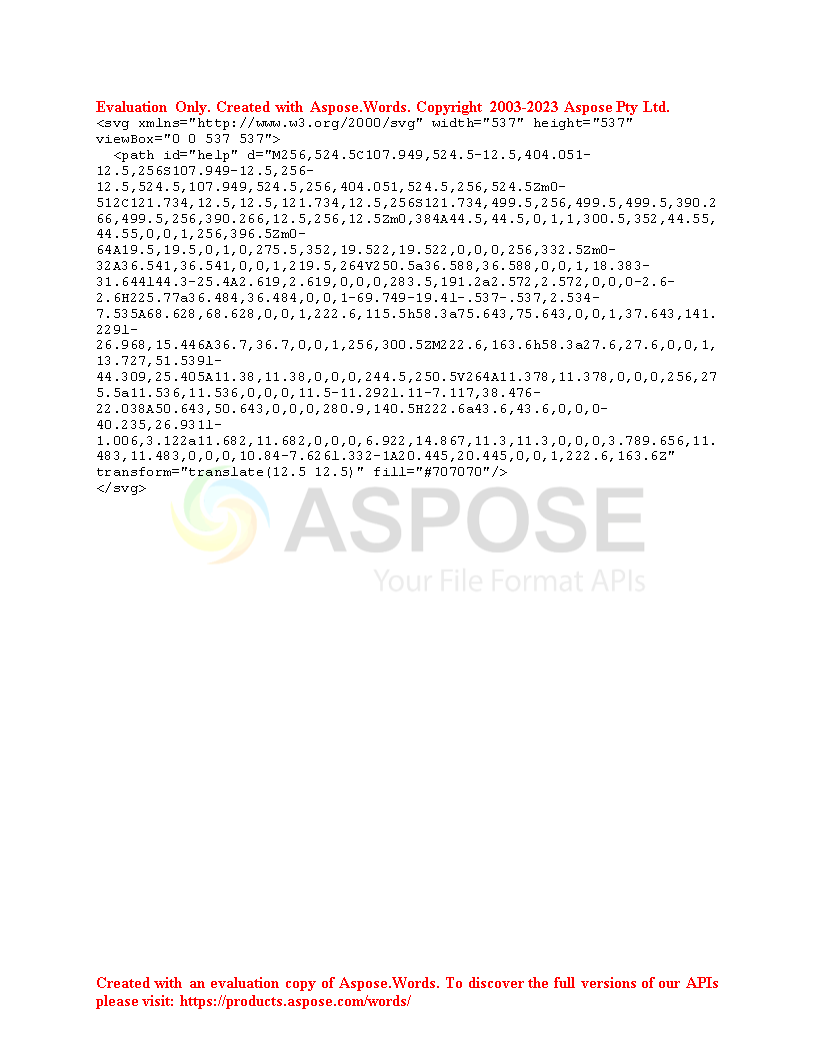 Evaluation Only. Created with Aspose.Words. Copyright 2003-2023 Aspose Pty Ltd.
<svg xmlns="http://www.w3.org/2000/svg" width="537" height="537"
viewBox="0 0 537 537">
  <path id="help" d="M256,524.5C107.949,524.5-12.5,404.051-
12.5,256S107.949-12.5,256-
12.5,524.5,107.949,524.5,256,404.051,524.5,256,524.5Zm0-
512C121.734,12.5,12.5,121.734,12.5,256S121.734,499.5,256,499.5,499.5,390.2
66,499.5,256,390.266,12.5,256,12.5Zm0,384A44.5,44.5,0,1,1,300.5,352,44.55,
44.55,0,0,1,256,396.5Zm0-
64A19.5,19.5,0,1,0,275.5,352,19.522,19.522,0,0,0,256,332.5Zm0-
32A36.541,36.541,0,0,1,219.5,264V250.5a36.588,36.588,0,0,1,18.383-
31.644l44.3-25.4A2.619,2.619,0,0,0,283.5,191.2a2.572,2.572,0,0,0-2.6-
2.6H225.77a36.484,36.484,0,0,1-69.749-19.4l-.537-.537,2.534-
7.535A68.628,68.628,0,0,1,222.6,115.5h58.3a75.643,75.643,0,0,1,37.643,141.
229l-
26.968,15.446A36.7,36.7,0,0,1,256,300.5ZM222.6,163.6h58.3a27.6,27.6,0,0,1,
13.727,51.539l-
44.309,25.405A11.38,11.38,0,0,0,244.5,250.5V264A11.378,11.378,0,0,0,256,27
5.5a11.536,11.536,0,0,0,11.5-11.292l.11-7.117,38.476-
22.038A50.643,50.643,0,0,0,280.9,140.5H222.6a43.6,43.6,0,0,0-
40.235,26.931l-
1.006,3.122a11.682,11.682,0,0,0,6.922,14.867,11.3,11.3,0,0,0,3.789.656,11.
483,11.483,0,0,0,10.84-7.626l.332-1A20.445,20.445,0,0,1,222.6,163.6Z"
transform="translate(12.5 12.5)" fill="#707070"/>
</svg>
ASPOSE
Your File Format APIs
Created with an evaluation copy of Aspose.Words. To discover the full versions of our APIs
please visit: https://products.aspose.com/words/